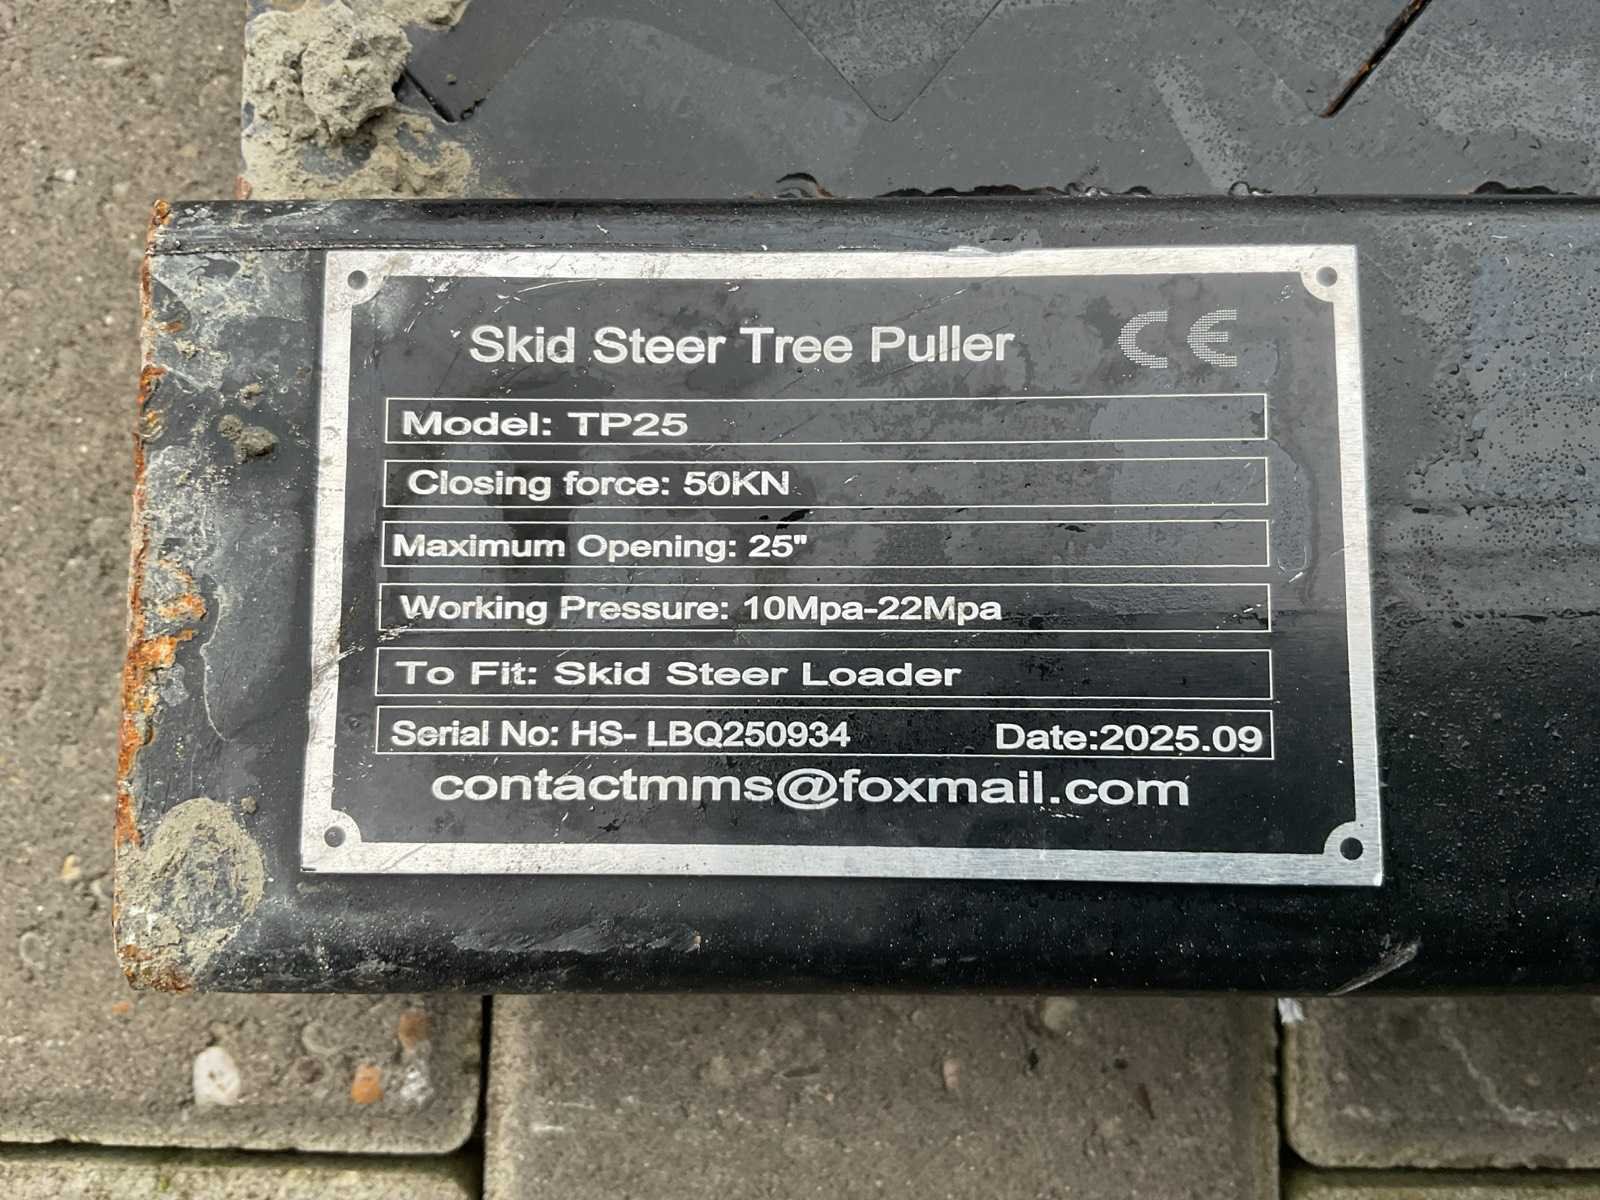 Skid Steer Tree Puller CE
Model: TP25
Closing force: 50KN
Maximum Opening: 25"
Working Pressure: 10Mpa-22Mpa
To Fit: Skid Steer Loader
Serial No: HS- LBQ250934 Date:2025.09
contactmms@foxmail.com